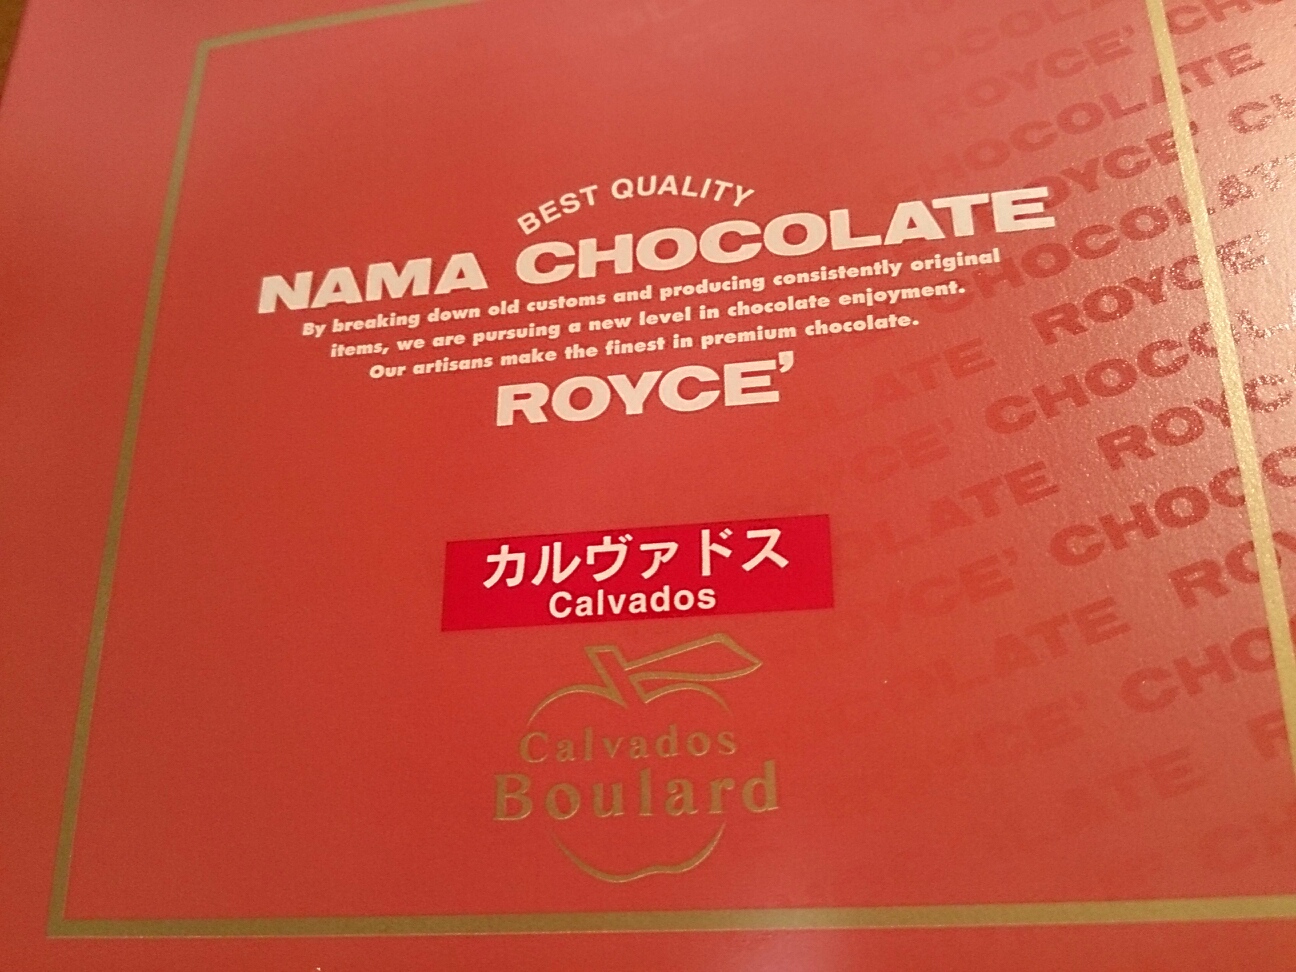 BEST QUALITY
NAMA CHOCOLATE
By breaking down old customs and producing consistently original
items, we are pursuing a new level in chocolate enjoyment.
Our artisans make the finest in premium chocolate.
ROYCE'
カルヴァドス
Calvados
Calvados
Boulard